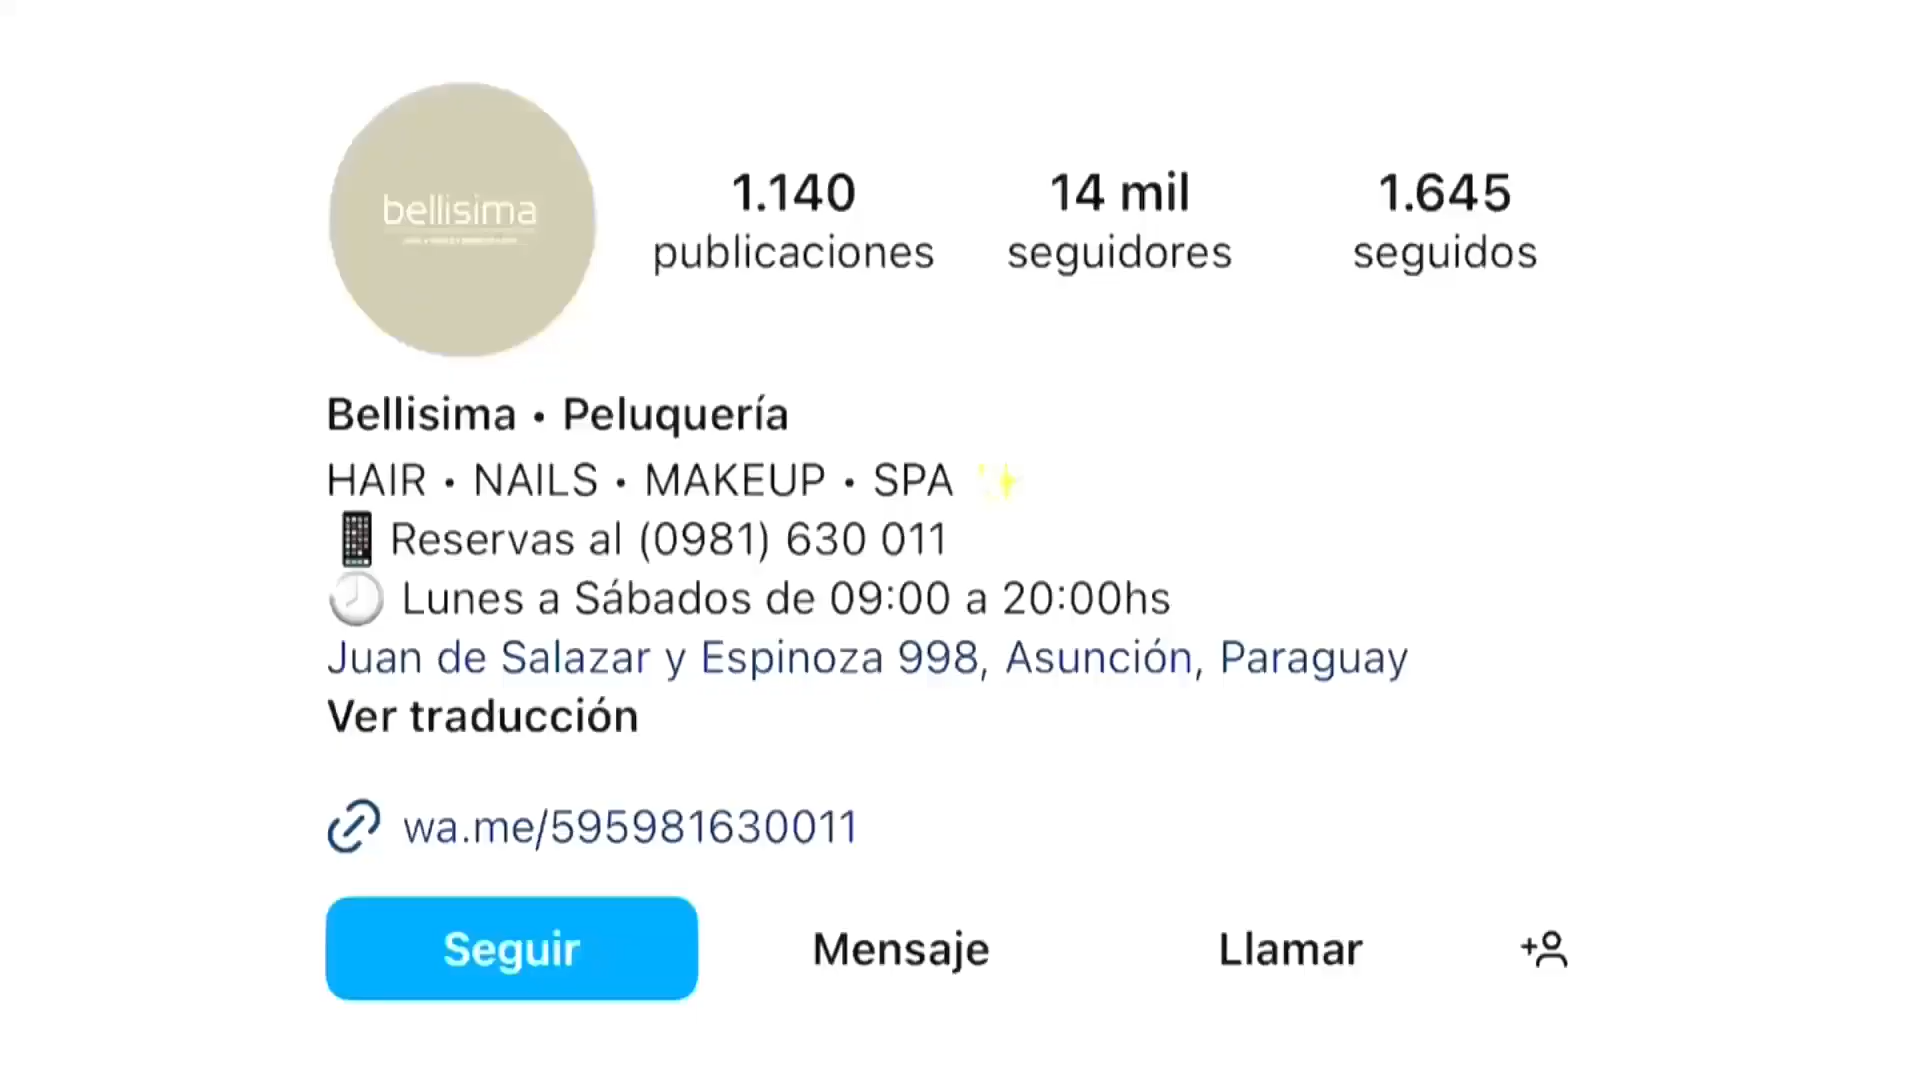 bellisima
1.140
publicaciones
14 mil
seguidores
1.645
seguidos
Bellisima • Peluquería
HAIR • NAILS • MAKEUP • SPA ✨
📱 Reservas al (0981) 630 011
🕗 Lunes a Sábados de 09:00 a 20:00hs
Juan de Salazar y Espinoza 998, Asunción, Paraguay
Ver traducción
wa.me/595981630011
Seguir
Mensaje
Llamar